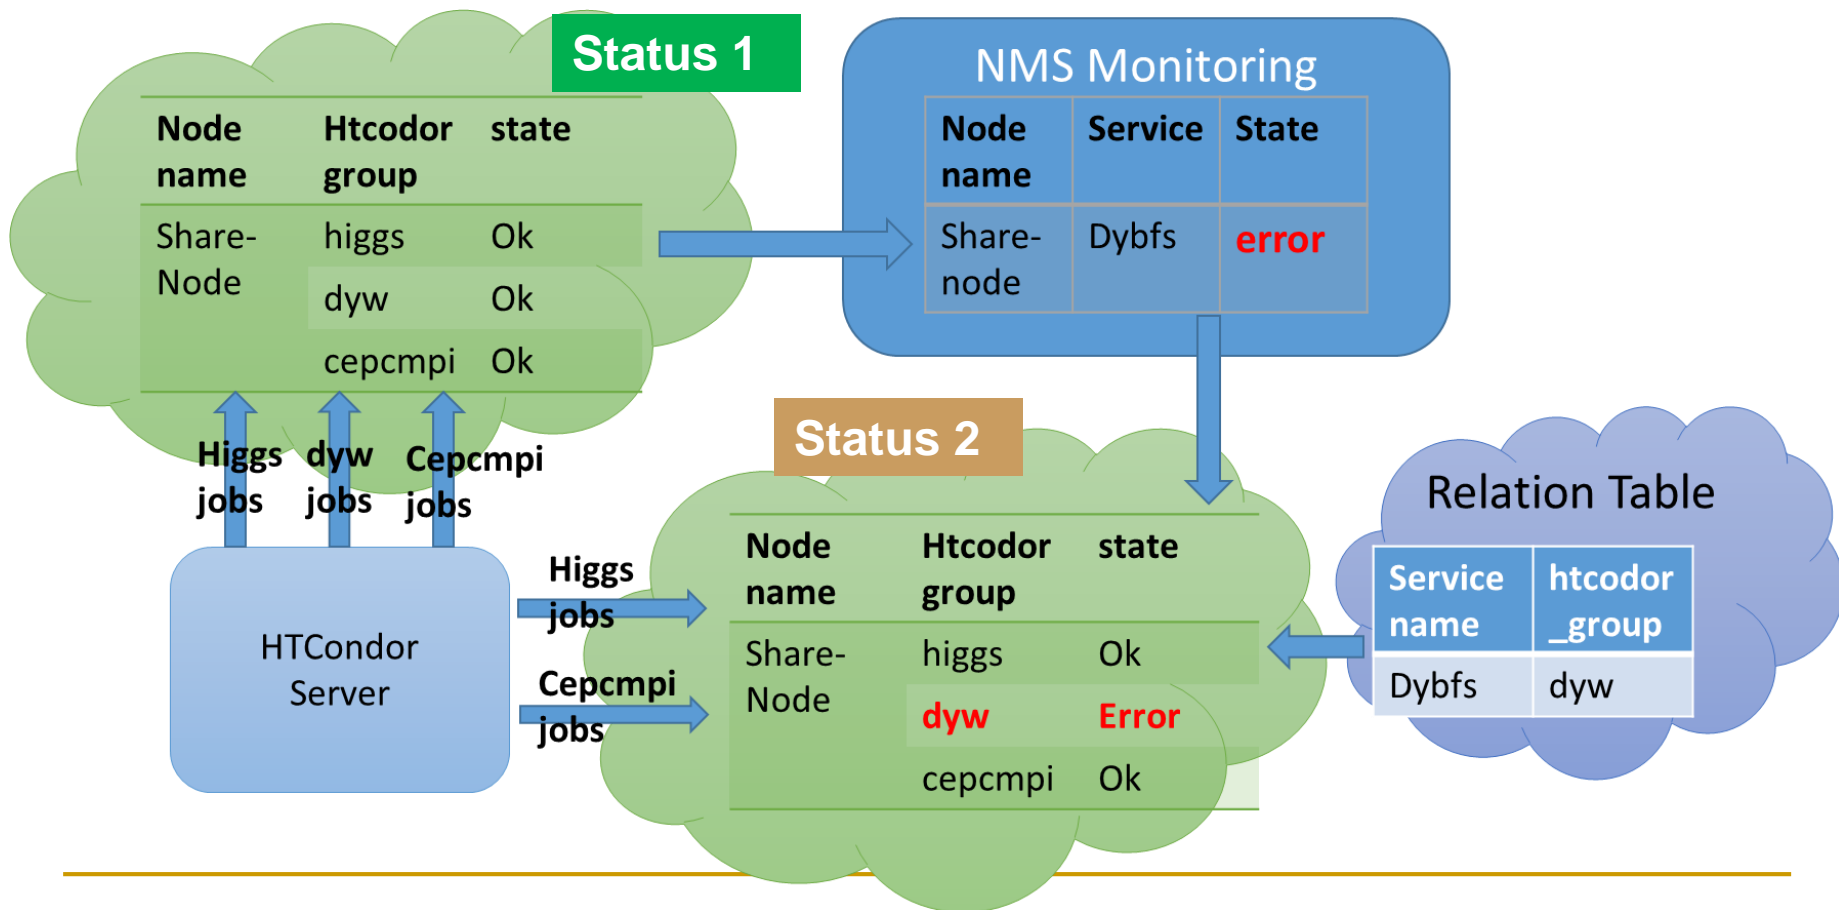 Status 1
Node name Htcodor group state
Share-Node higgs Ok
dyw Ok
cepcmpi Ok
NMS Monitoring
Node name Service State
Share-node Dybfs error
Higgs jobs
dyw jobs
Cepcmpi jobs
HTCondor
Server
Higgs jobs
Cepcmpi jobs
Status 2
Node name Htcodor group state
Share-Node higgs Ok
dyw Error
cepcmpi Ok
Relation Table
Service name htcodor_group
Dybfs dyw